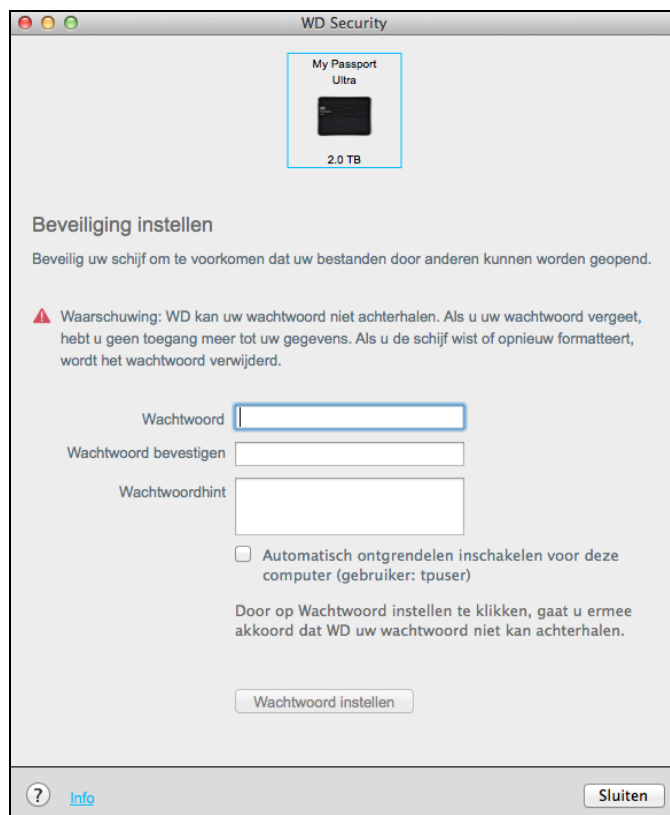 WD Security
My Passport
Ultra
2.0 TB
Beveiliging instellen
Beveilig uw schijf om te voorkomen dat uw bestanden door anderen kunnen worden geopend.
Waarschuwing: WD kan uw wachtwoord niet achterhalen. Als u uw wachtwoord vergeet,
hebt u geen toegang meer tot uw gegevens. Als u de schijf wist of opnieuw formatteert,
wordt het wachtwoord verwijderd.
Wachtwoord
Wachtwoord bevestigen
Wachtwoordhint
Automatisch ontgrendelen inschakelen voor deze
computer (gebruiker: tpuser)
Door op Wachtwoord instellen te klikken, gaat u ermee
akkoord dat WD uw wachtwoord niet kan achterhalen.
Wachtwoord instellen
? Info
Sluiten